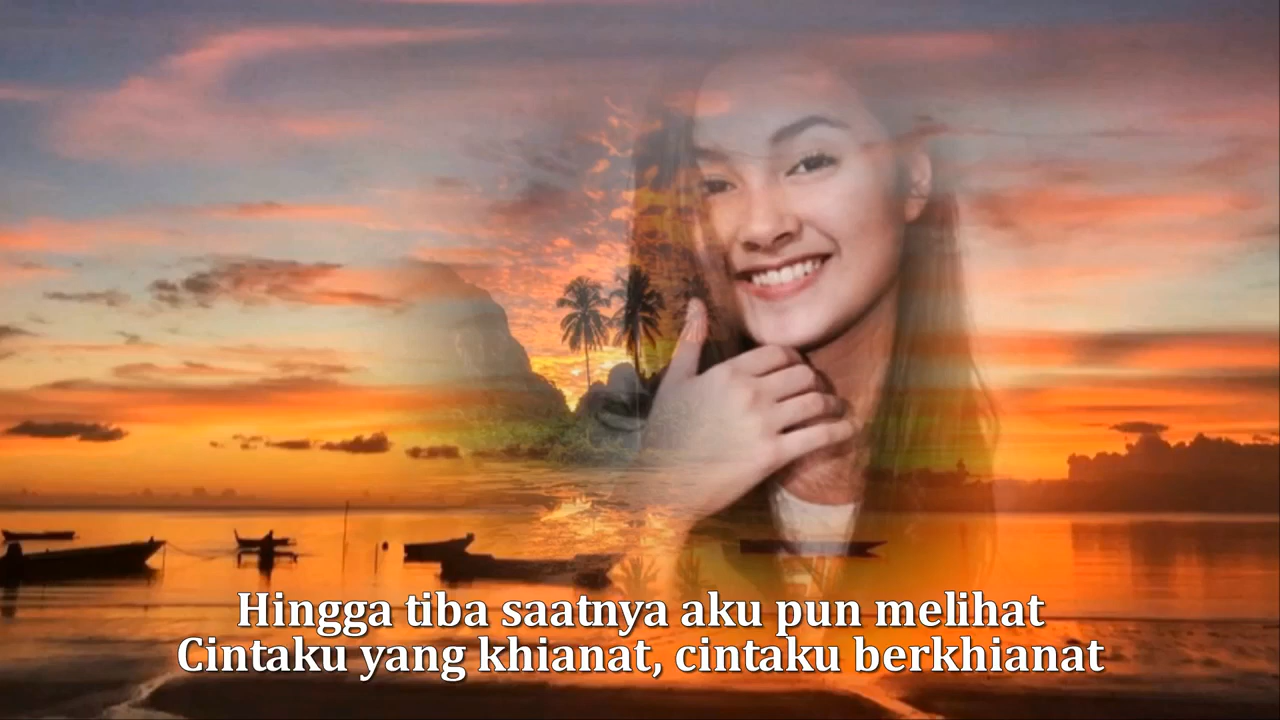 Hingga tiba saatnya aku pun melihat
Cintaku yang khianat, cintaku berkhianat